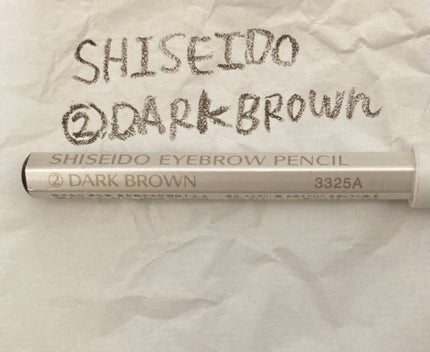 SHISEIDO
②DARKBROWN
SHISEIDO EYEBROW PENCIL
② DARK BROWN 3325A